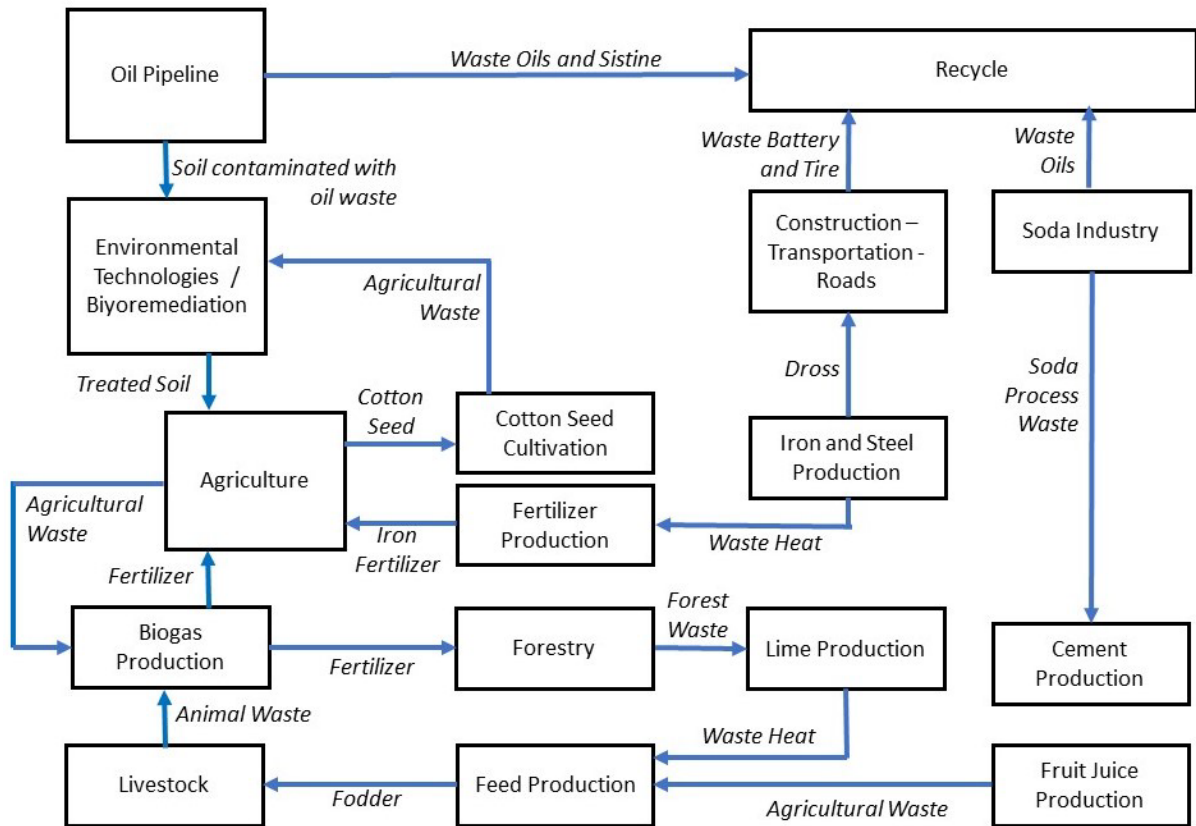 Oil Pipeline
Waste Oils and Sistine
Recycle
Soil contaminated with
oil waste
Waste Battery
and Tire
Waste
Oils
Environmental
Technologies /
Biyoremediation
Agricultural
Waste
Construction –
Transportation -
Roads
Soda Industry
Treated Soil
Cotton
Seed
Cotton Seed
Cultivation
Dross
Soda
Process
Waste
Agriculture
Iron and Steel
Production
Agricultural
Waste
Iron
Fertilizer
Fertilizer
Production
Waste Heat
Fertilizer
Biogas
Production
Fertilizer
Forestry
Forest
Waste
Lime Production
Cement
Production
Animal Waste
Waste Heat
Livestock
Fodder
Feed Production
Agricultural Waste
Fruit Juice
Production